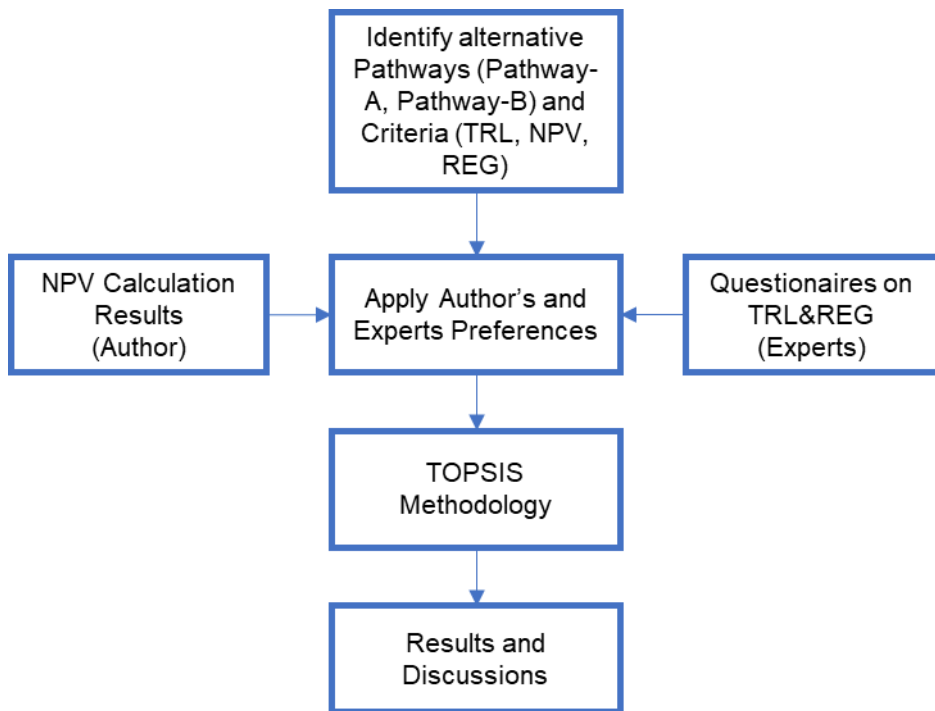 Identify alternative
Pathways (Pathway-
A, Pathway-B) and
Criteria (TRL, NPV,
REG)
NPV Calculation
Results
(Author)
Apply Author's and
Experts Preferences
Questionaires on
TRL&REG
(Experts)
TOPSIS
Methodology
Results and
Discussions